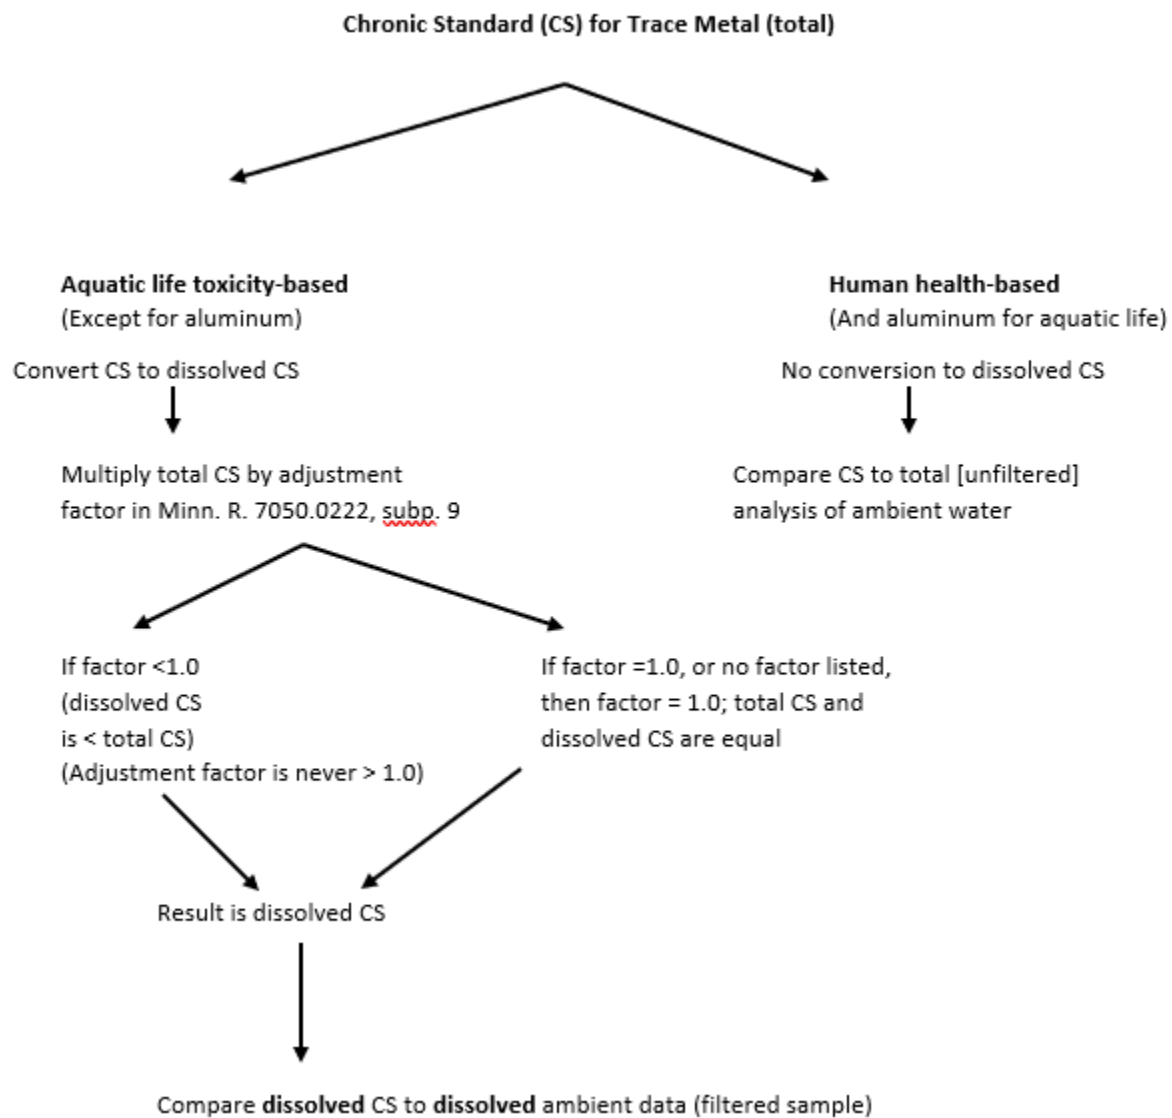 Chronic Standard (CS) for Trace Metal (total)
Aquatic life toxicity-based
(Except for aluminum)
Convert CS to dissolved CS
Multiply total CS by adjustment
factor in Minn. R. 7050.0222, subp. 9
Human health-based
(And aluminum for aquatic life)
No conversion to dissolved CS
Compare CS to total [unfiltered]
analysis of ambient water
If factor <1.0
(dissolved CS
is < total CS)
(Adjustment factor is never > 1.0)
If factor =1.0, or no factor listed,
then factor = 1.0; total CS and
dissolved CS are equal
Result is dissolved CS
Compare dissolved CS to dissolved ambient data (filtered sample)